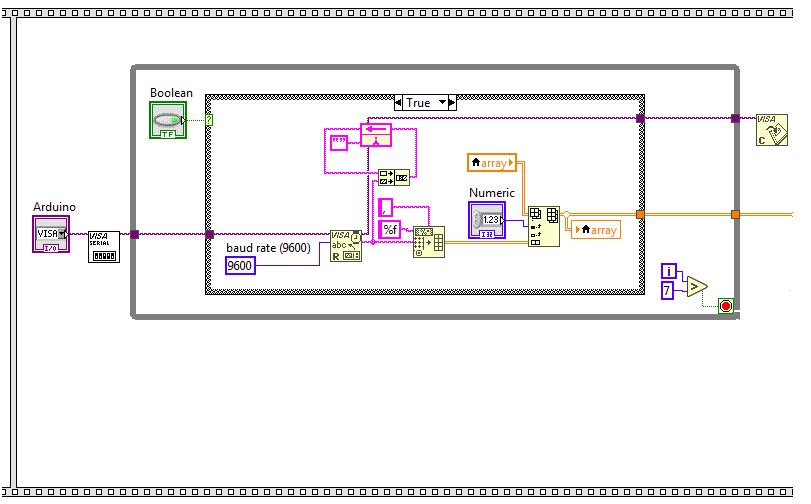 True
Boolean
TF
""
VISA
C
array
Numeric
1.23
I32
Arduino
VISA
I/O
VISA
SERIAL
,
%f
baud rate (9600)
9600
VISA
abc
R
array
i
7
>